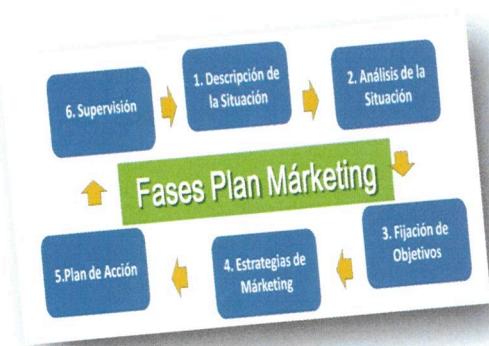 6. Supervisión
1. Descripción de
la Situación
2. Análisis de la
Situación
Fases Plan Márketing
5.Plan de Acción
4. Estrategias de
Márketing
3. Fijación de
Objetivos